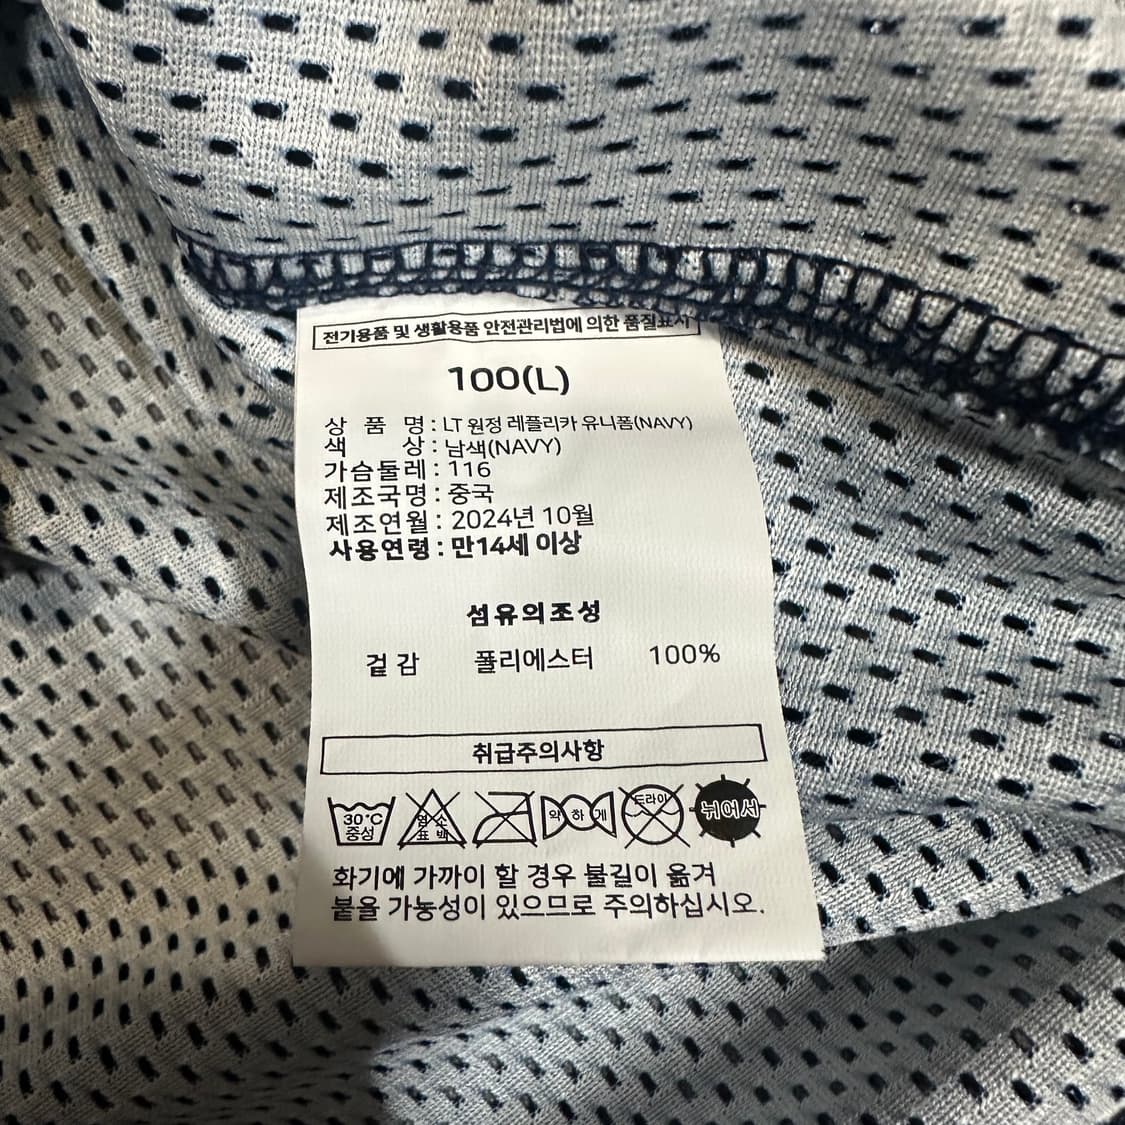 전기용품 및 생활용품 안전관리법에 의한 품질표시
100(L)
상 품 명 : LT 원정 레플리카 유니폼(NAVY)
색 상 : 남색(NAVY)
가슴둘레 : 116
제조국명 : 중국
제조연월 : 2024년 10월
사용연령 : 만14세 이상
섬유의조성
겉감 폴리에스터 100%
취급주의사항
30°C 중성 염소표백 약하게 드라이 뉘어서
화기에 가까이 할 경우 불길이 옮겨
붙을 가능성이 있으므로 주의하십시오.